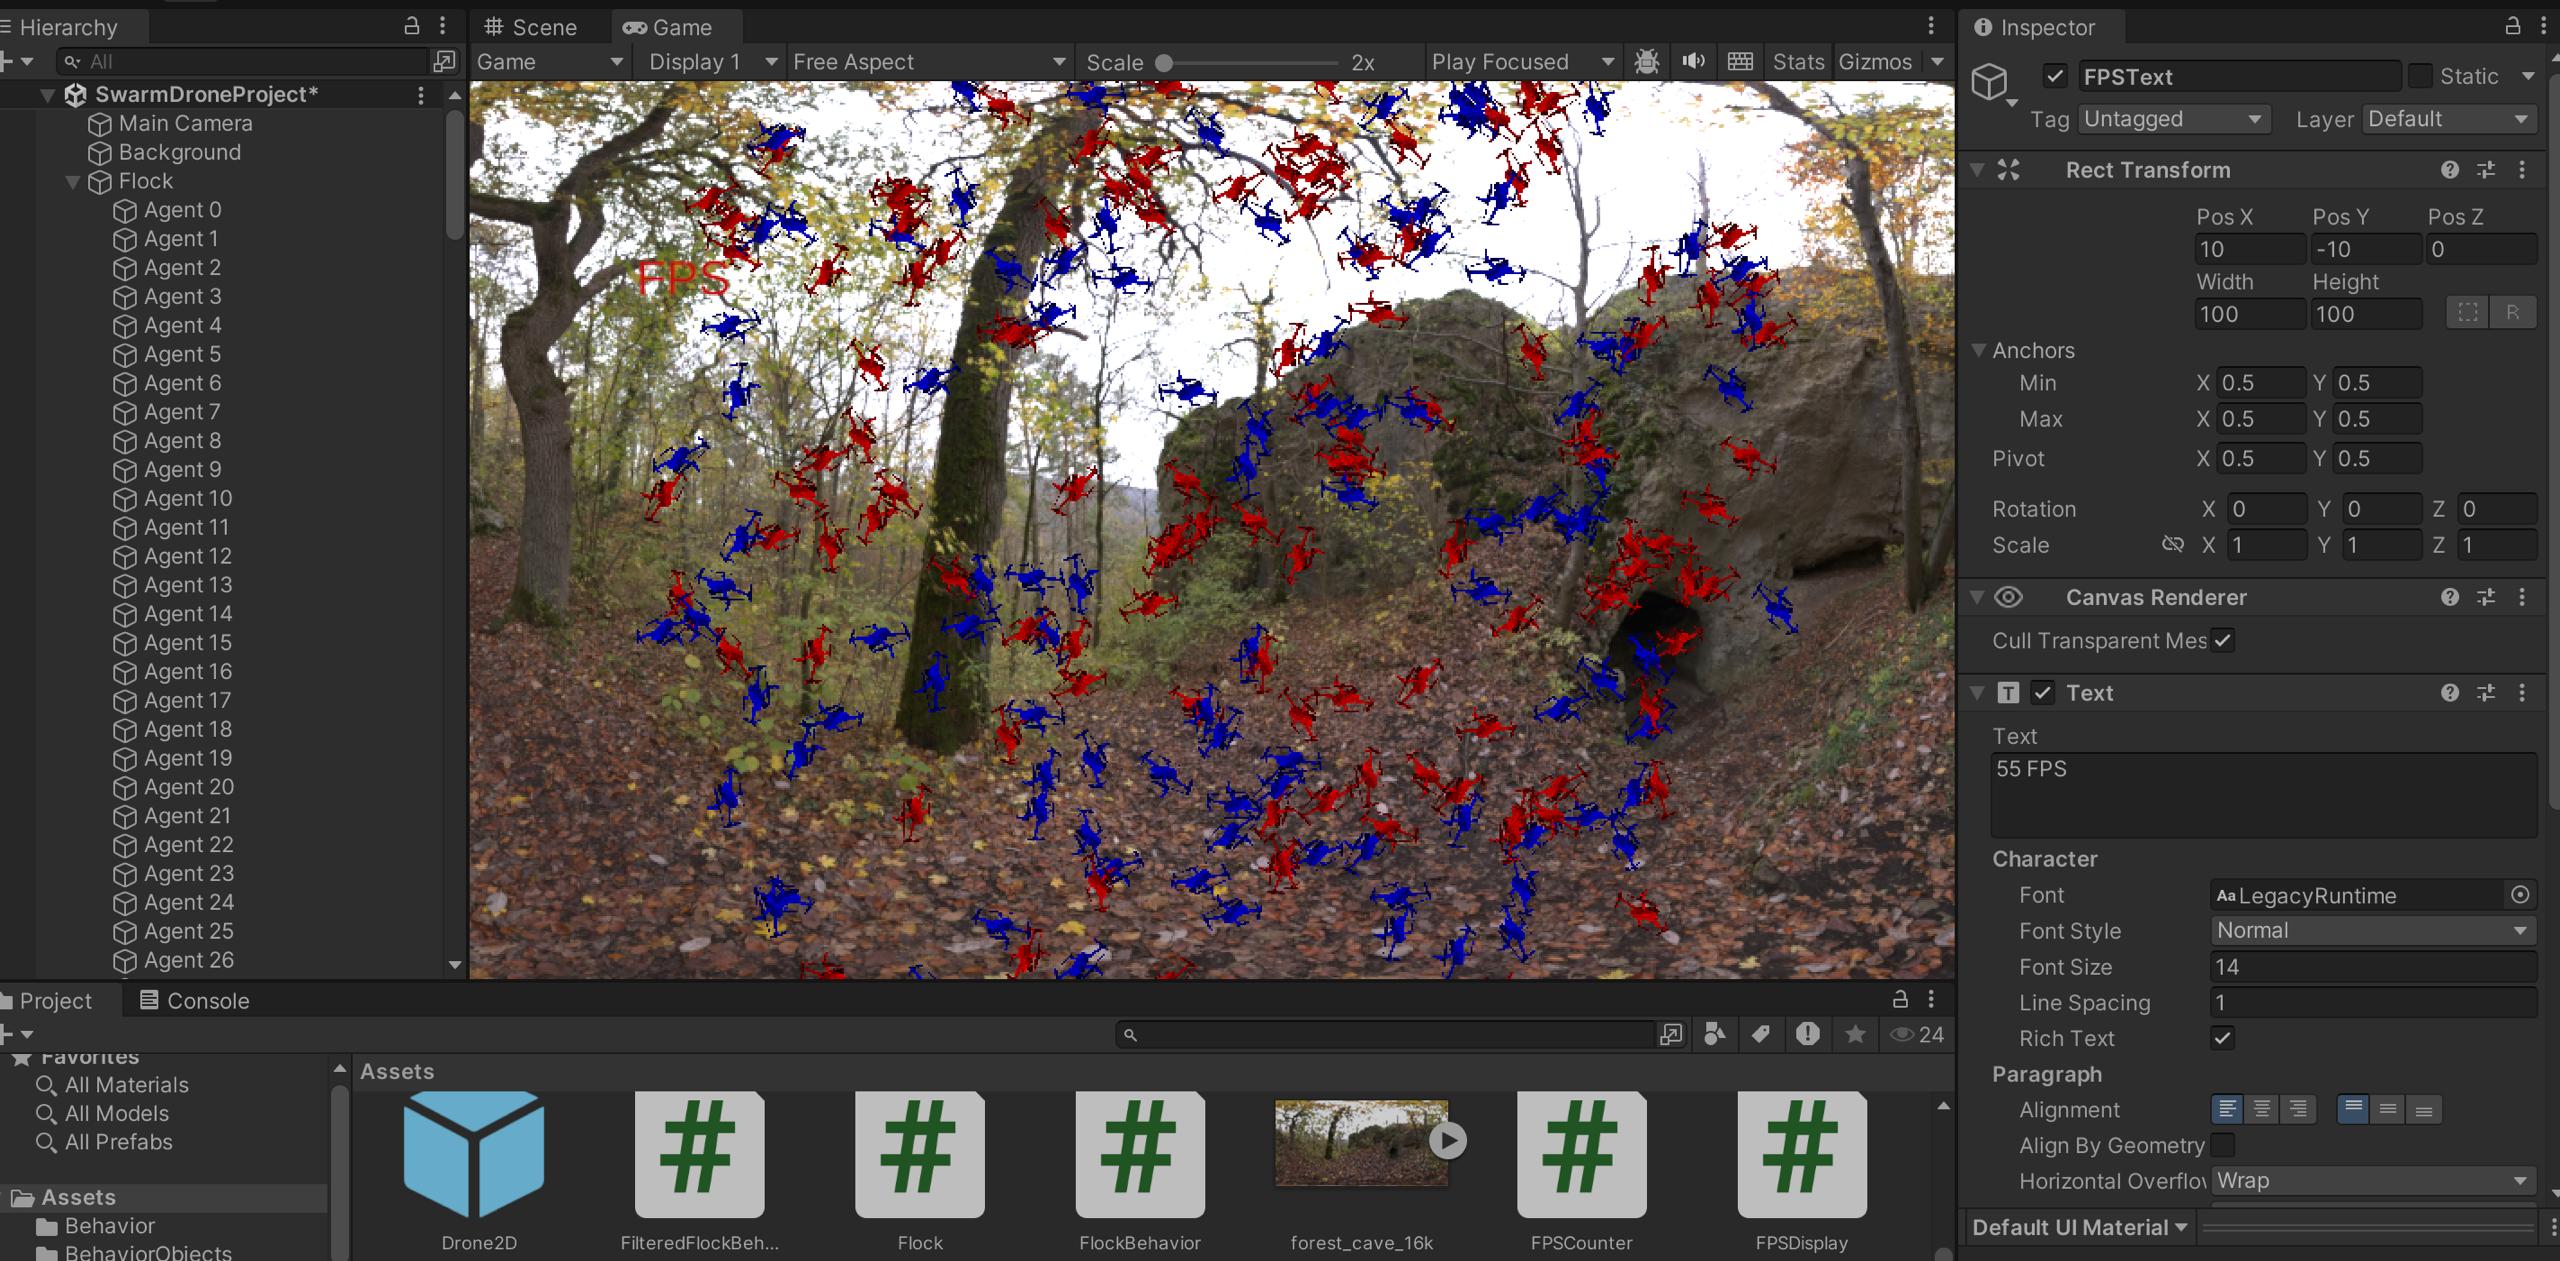 Hierarchy
Scene
Game
Inspector
All
Game
Display 1
Free Aspect
Scale
2x
Play Focused
Stats
Gizmos
FPSText
Static
SwarmDroneProject*
Tag
Untagged
Layer
Default
Main Camera
Background
Flock
Agent 0
Agent 1
Agent 2
Agent 3
Agent 4
Agent 5
Agent 6
Agent 7
Agent 8
Agent 9
Agent 10
Agent 11
Agent 12
Agent 13
Agent 14
Agent 15
Agent 16
Agent 17
Agent 18
Agent 19
Agent 20
Agent 21
Agent 22
Agent 23
Agent 24
Agent 25
Agent 26
FPS
Rect Transform
Pos X
Pos Y
Pos Z
10
-10
0
Width
Height
100
100
R
Anchors
Min
X 0.5
Y 0.5
Max
X 0.5
Y 0.5
Pivot
X 0.5
Y 0.5
Rotation
X 0
Y 0
Z 0
Scale
X 1
Y 1
Z 1
Canvas Renderer
Cull Transparent Mes
Text
Text
55 FPS
Character
Font
Aa LegacyRuntime
Font Style
Normal
Font Size
14
Line Spacing
1
Rich Text
Paragraph
Alignment
Align By Geometry
Horizontal Overflo
Wrap
Default UI Material
Project
Console
24
Favorites
All Materials
All Models
All Prefabs
Assets
Behavior
BehaviorObjects
Assets
Drone2D
FilteredFlockBeh...
Flock
FlockBehavior
forest_cave_16k
FPSCounter
FPSDisplay